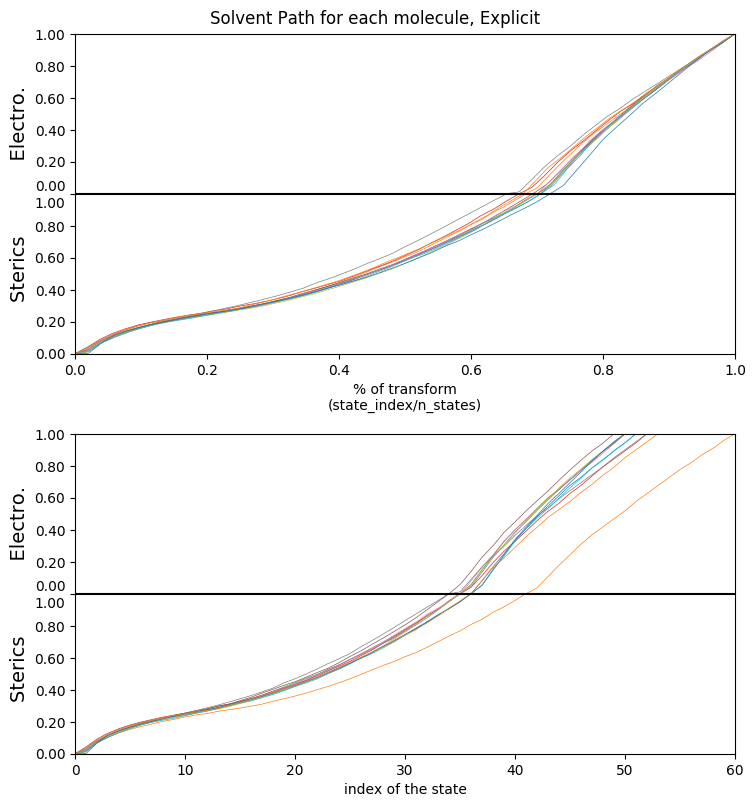 Solvent Path for each molecule, Explicit
1.00
0.80
0.60
0.40
0.20
0.00
Electro.
1.00
0.80
0.60
0.40
0.20
0.00
Sterics
0.0 0.2 0.4 0.6 0.8 1.0
% of transform
(state_index/n_states)
1.00
0.80
0.60
0.40
0.20
0.00
Electro.
1.00
0.80
0.60
0.40
0.20
0.00
Sterics
0 10 20 30 40 50 60
index of the state